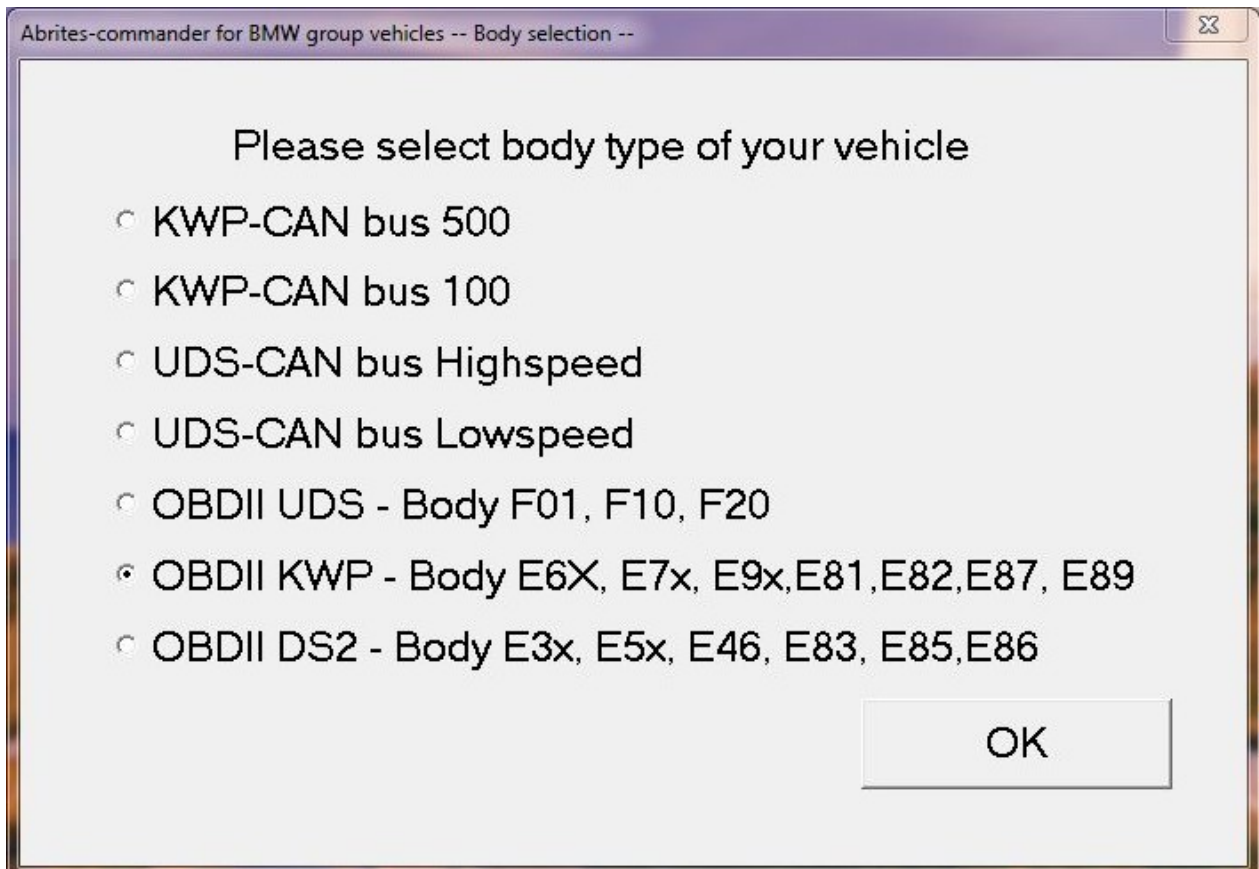 Abrites-commander for BMW group vehicles -- Body selection --
Please select body type of your vehicle
KWP-CAN bus 500
KWP-CAN bus 100
UDS-CAN bus Highspeed
UDS-CAN bus Lowspeed
OBDII UDS - Body F01, F10, F20
OBDII KWP - Body E6X, E7x, E9x,E81,E82,E87, E89
OBDII DS2 - Body E3x, E5x, E46, E83, E85,E86
OK